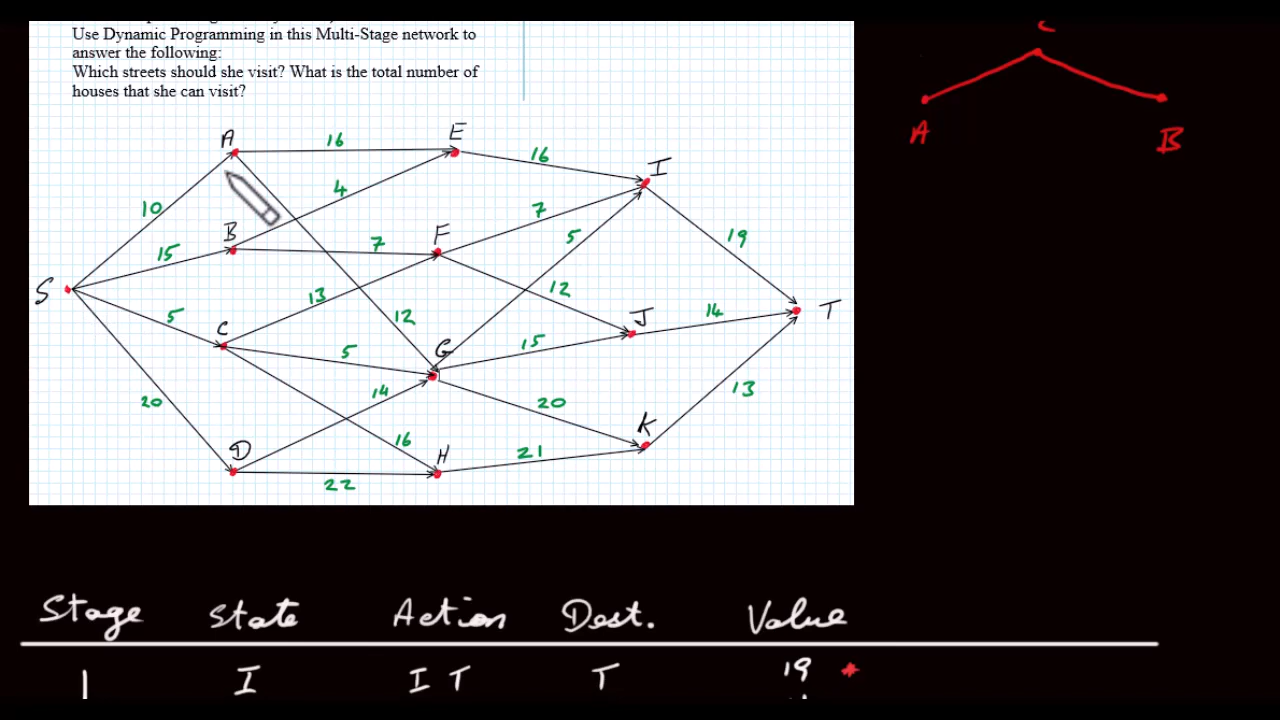 Use Dynamic Programming in this Multi-Stage network to
answer the following:
Which streets should she visit? What is the total number of
houses that she can visit?
A
B
A
16
E
16
I
10
4
7
B
F
5
19
15
7
S
13
12
T
5
C
12
J
14
G
15
5
14
20
13
20
K
D
16
H
21
22
Stage State Action Dest. Value
1 I I T T 19 *